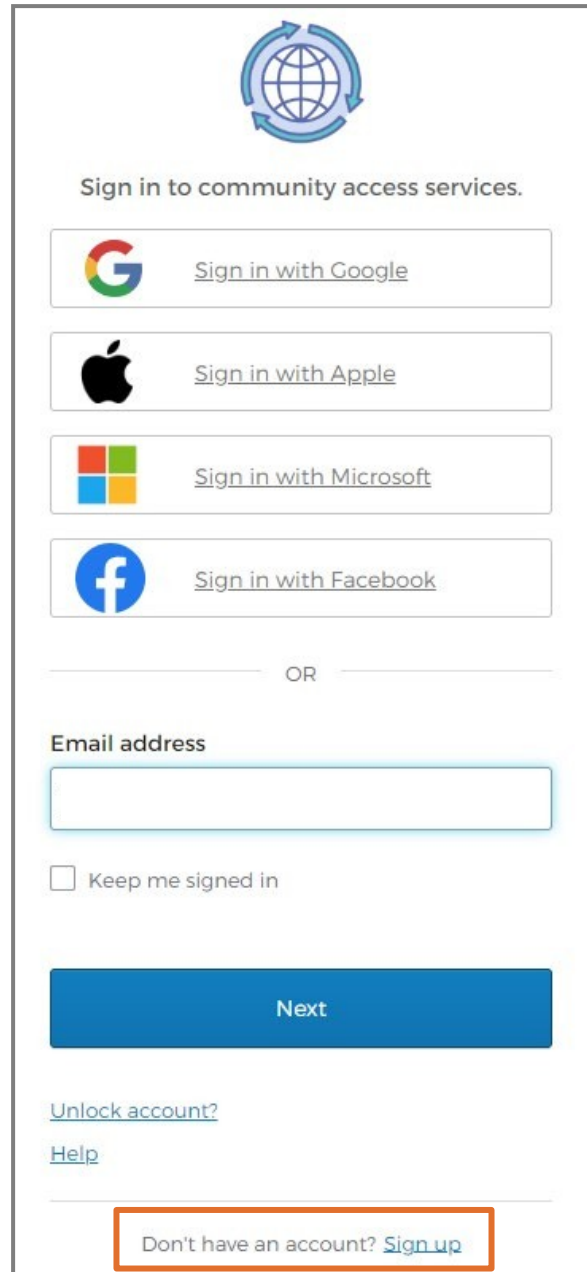 Sign in to community access services.
Sign in with Google
Sign in with Apple
Sign in with Microsoft
Sign in with Facebook
OR
Email address
Keep me signed in
Next
Unlock account?
Help
Don't have an account? Sign up